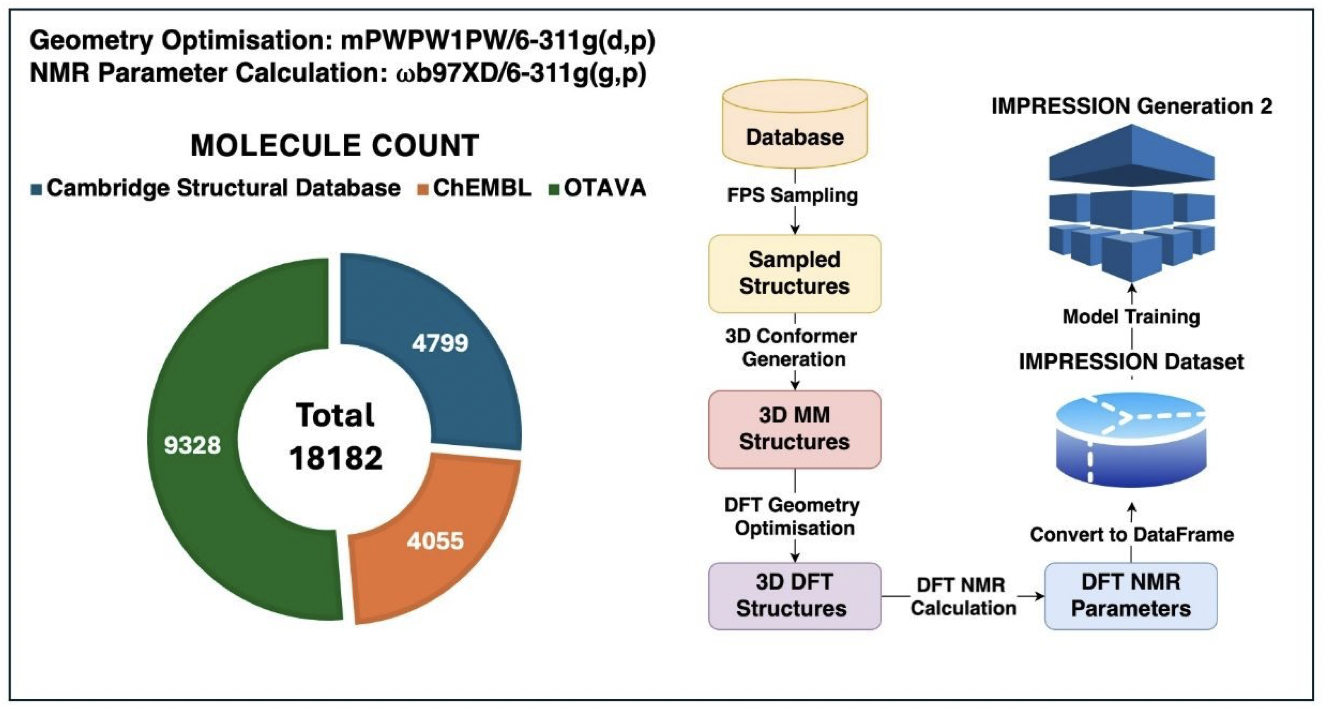 Geometry Optimisation: mPWPW1PW/6-311g(d,p)
NMR Parameter Calculation: ωb97XD/6-311g(g,p)
MOLECULE COUNT
Cambridge Structural Database ChEMBL OTAVA
4799
9328
Total
18182
4055
Database
FPS Sampling
Sampled
Structures
3D Conformer
Generation
3D MM
Structures
DFT Geometry
Optimisation
3D DFT
Structures
DFT NMR
Calculation
DFT NMR
Parameters
Convert to DataFrame
IMPRESSION Dataset
Model Training
IMPRESSION Generation 2